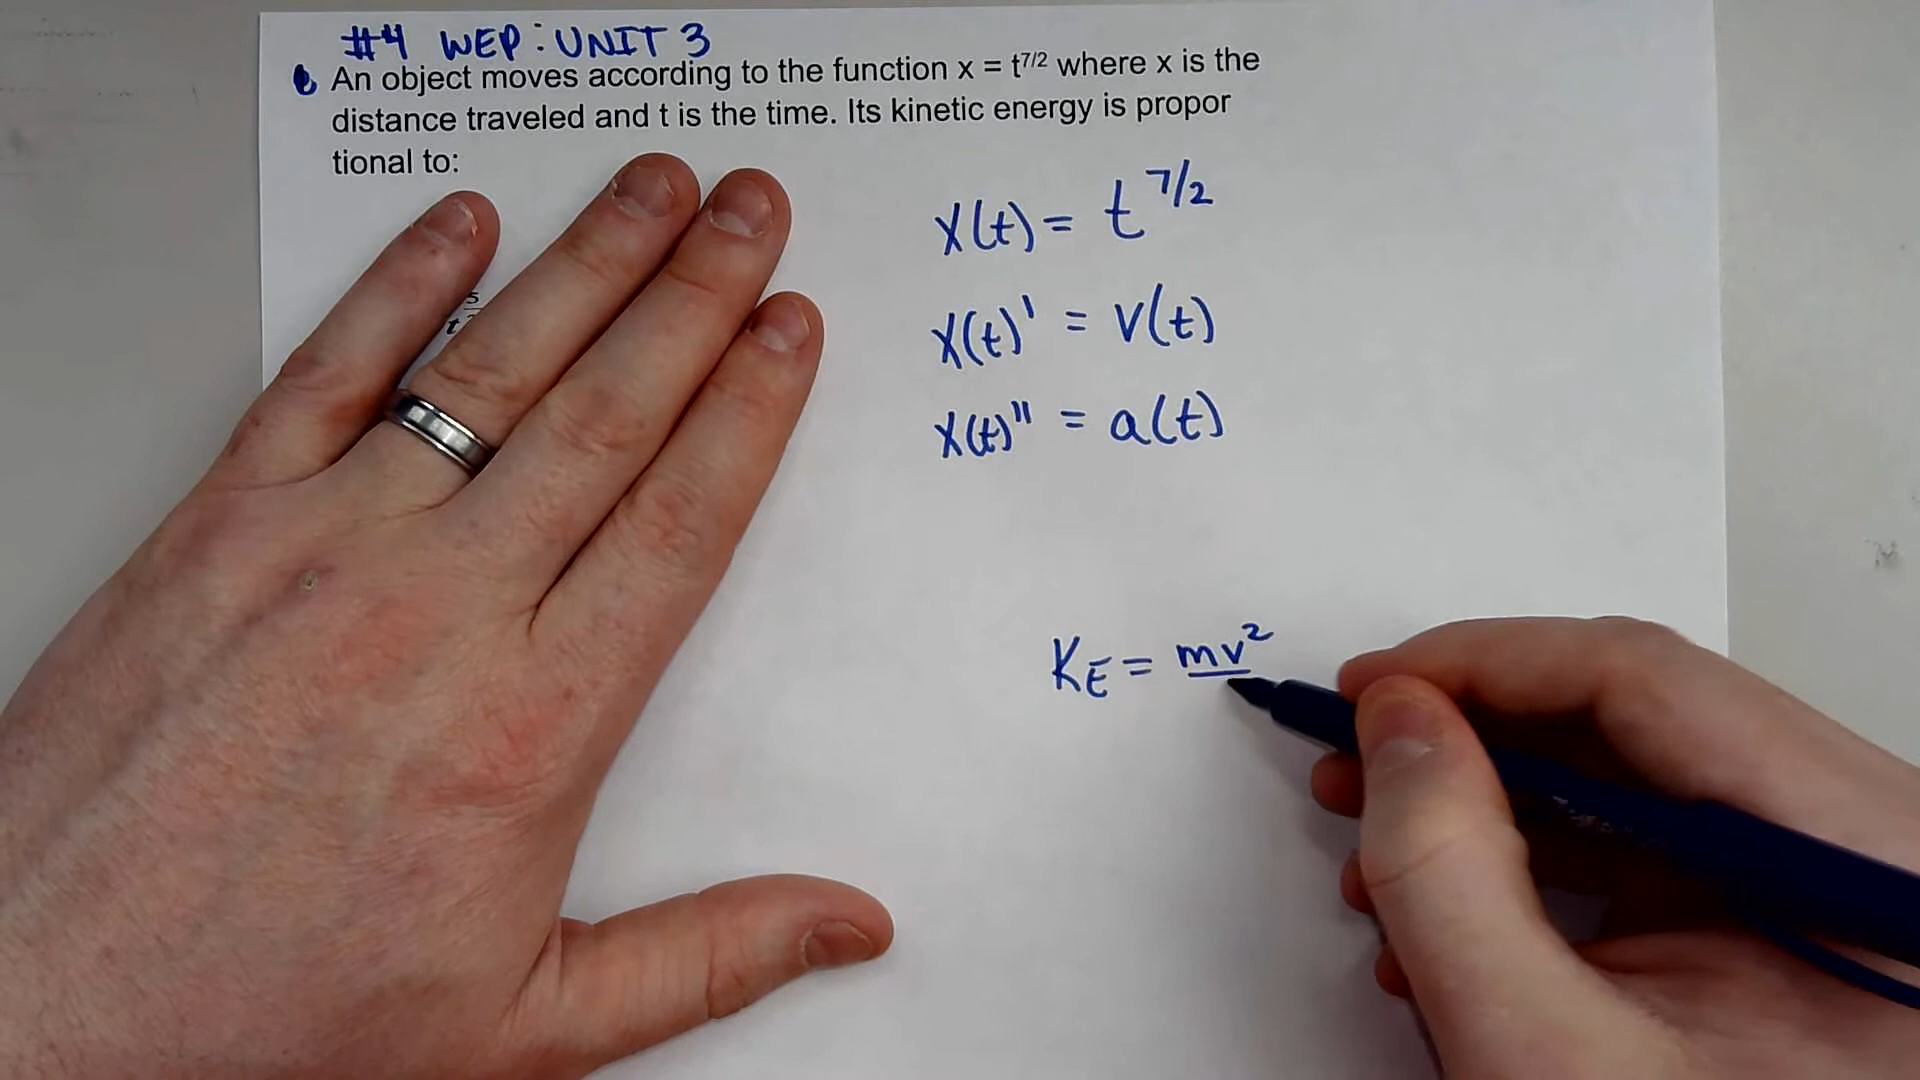 #4 WEP: UNIT 3
An object moves according to the function x = t^7/2 where x is the
distance traveled and t is the time. Its kinetic energy is propor
tional to:
x(t) = t^7/2
x(t)' = v(t)
x(t)" = a(t)
KE = mv²